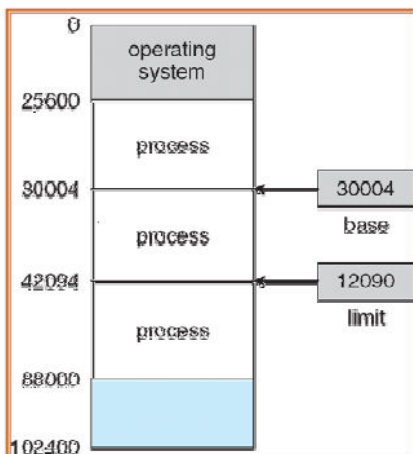 0
operating
system
25600
process
30004
30004
base
process
42094
12090
limit
process
88000
102400